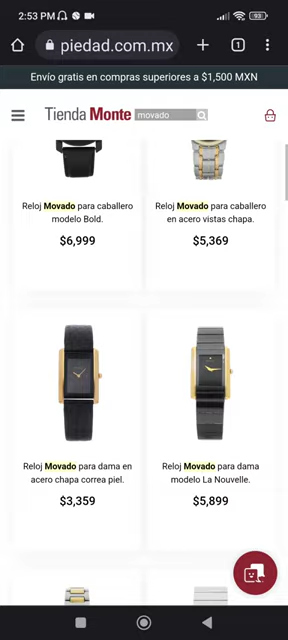 2:53 PM
93
piedad.com.mx
1
Envío gratis en compras superiores a $1,500 MXN
Tienda Monte
movado
Reloj Movado para caballero modelo Bold.
$6,999
Reloj Movado para caballero en acero vistas chapa.
$5,369
Reloj Movado para dama en acero chapa correa piel.
$3,359
Reloj Movado para dama modelo La Nouvelle.
$5,899